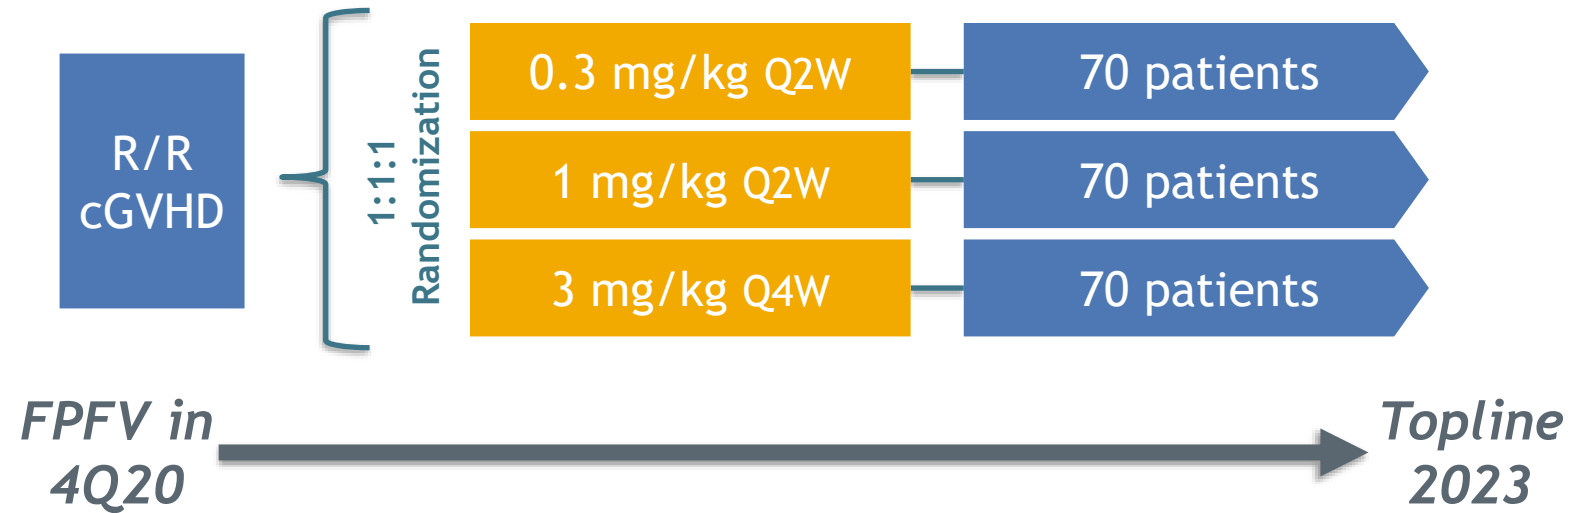 R/R
cGVHD
1:1:1
Randomization
0.3 mg/kg Q2W
70 patients
1 mg/kg Q2W
70 patients
3 mg/kg Q4W
70 patients
FPFV in
4Q20
Topline
2023